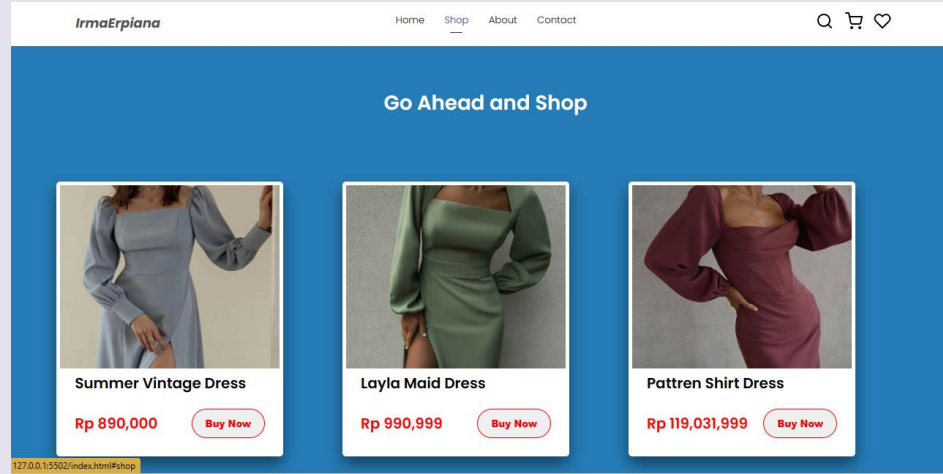 IrmaErpiana Home Shop About Contact
Go Ahead and Shop
Summer Vintage Dress Layla Maid Dress Pattren Shirt Dress
Rp 890,000 Buy Now Rp 990,999 Buy Now Rp 119,031,999 Buy Now
127.0.0.1:5502/index.html#shop